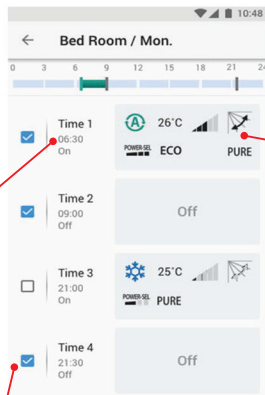 10:48
Bed Room / Mon.
0 3 6 9 12 15 18 21 24
Time 1
06:30
On
A 26°C
POWER-SEL ECO PURE
Time 2
09:00
Off
Off
Time 3
21:00
On
25°C
POWER-SEL PURE
Time 4
21:30
Off
Off